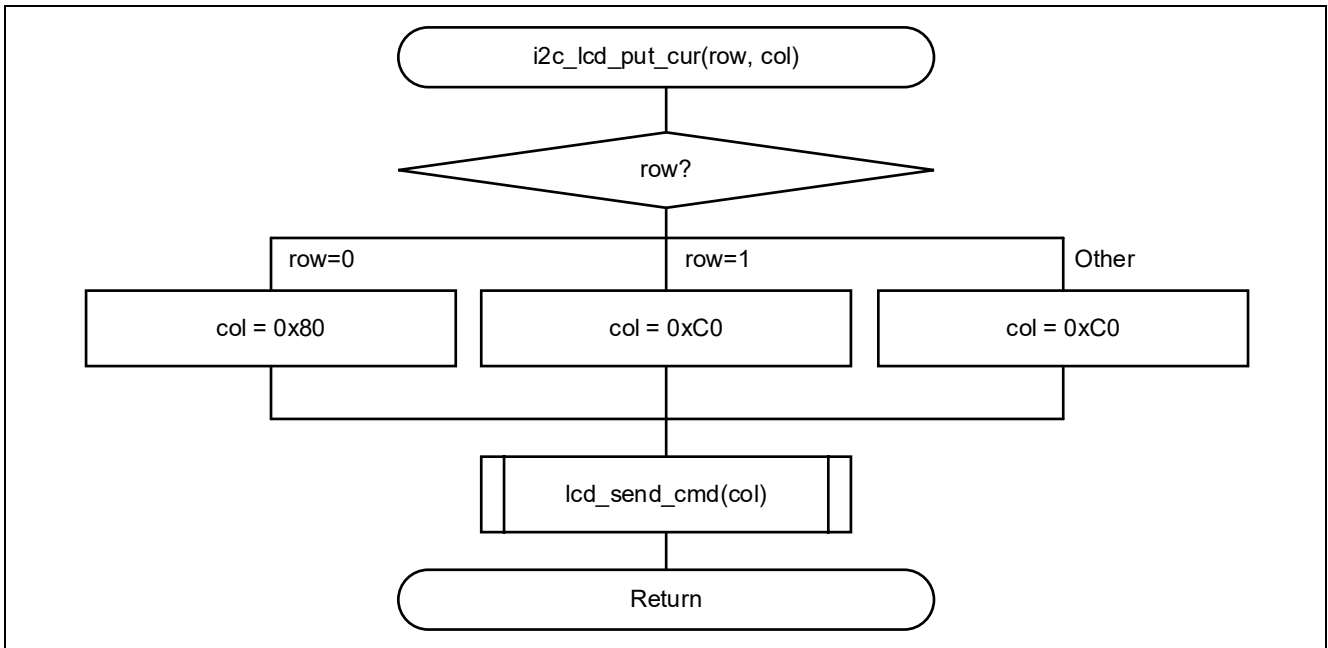 i2c_lcd_put_cur(row, col)
row?
row=0
row=1
Other
col = 0x80
col = 0xC0
col = 0xC0
lcd_send_cmd(col)
Return